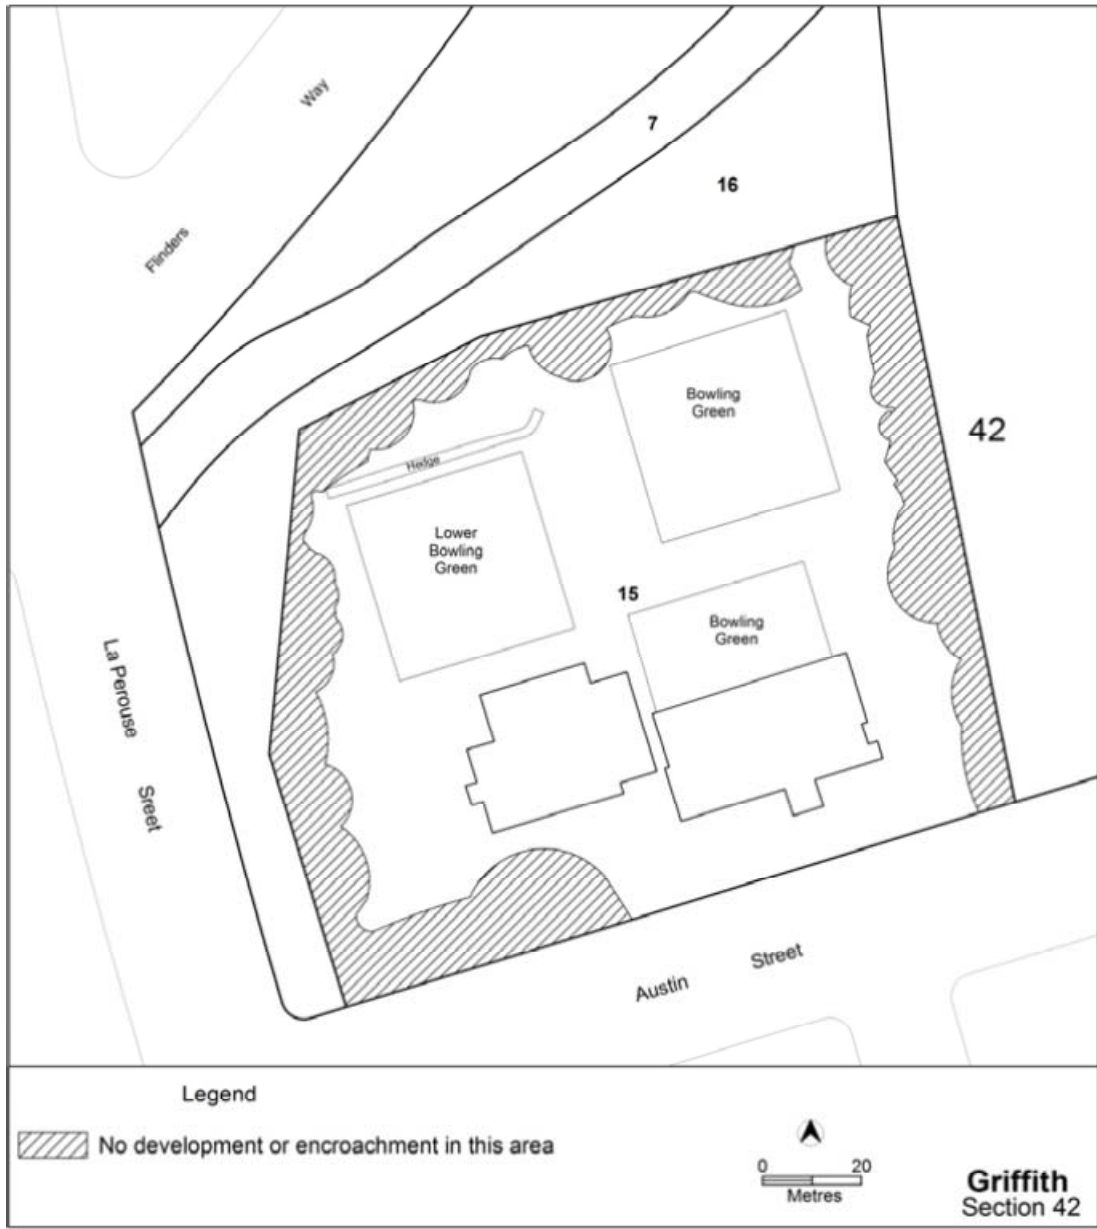 Way
7
16
Flinders
Bowling
Green
42
Hedge
Lower
Bowling
Green
15
Bowling
Green
La Perouse
Sreet
Street
Austin
Legend
No development or encroachment in this area
0 20
Metres
Griffith
Section 42